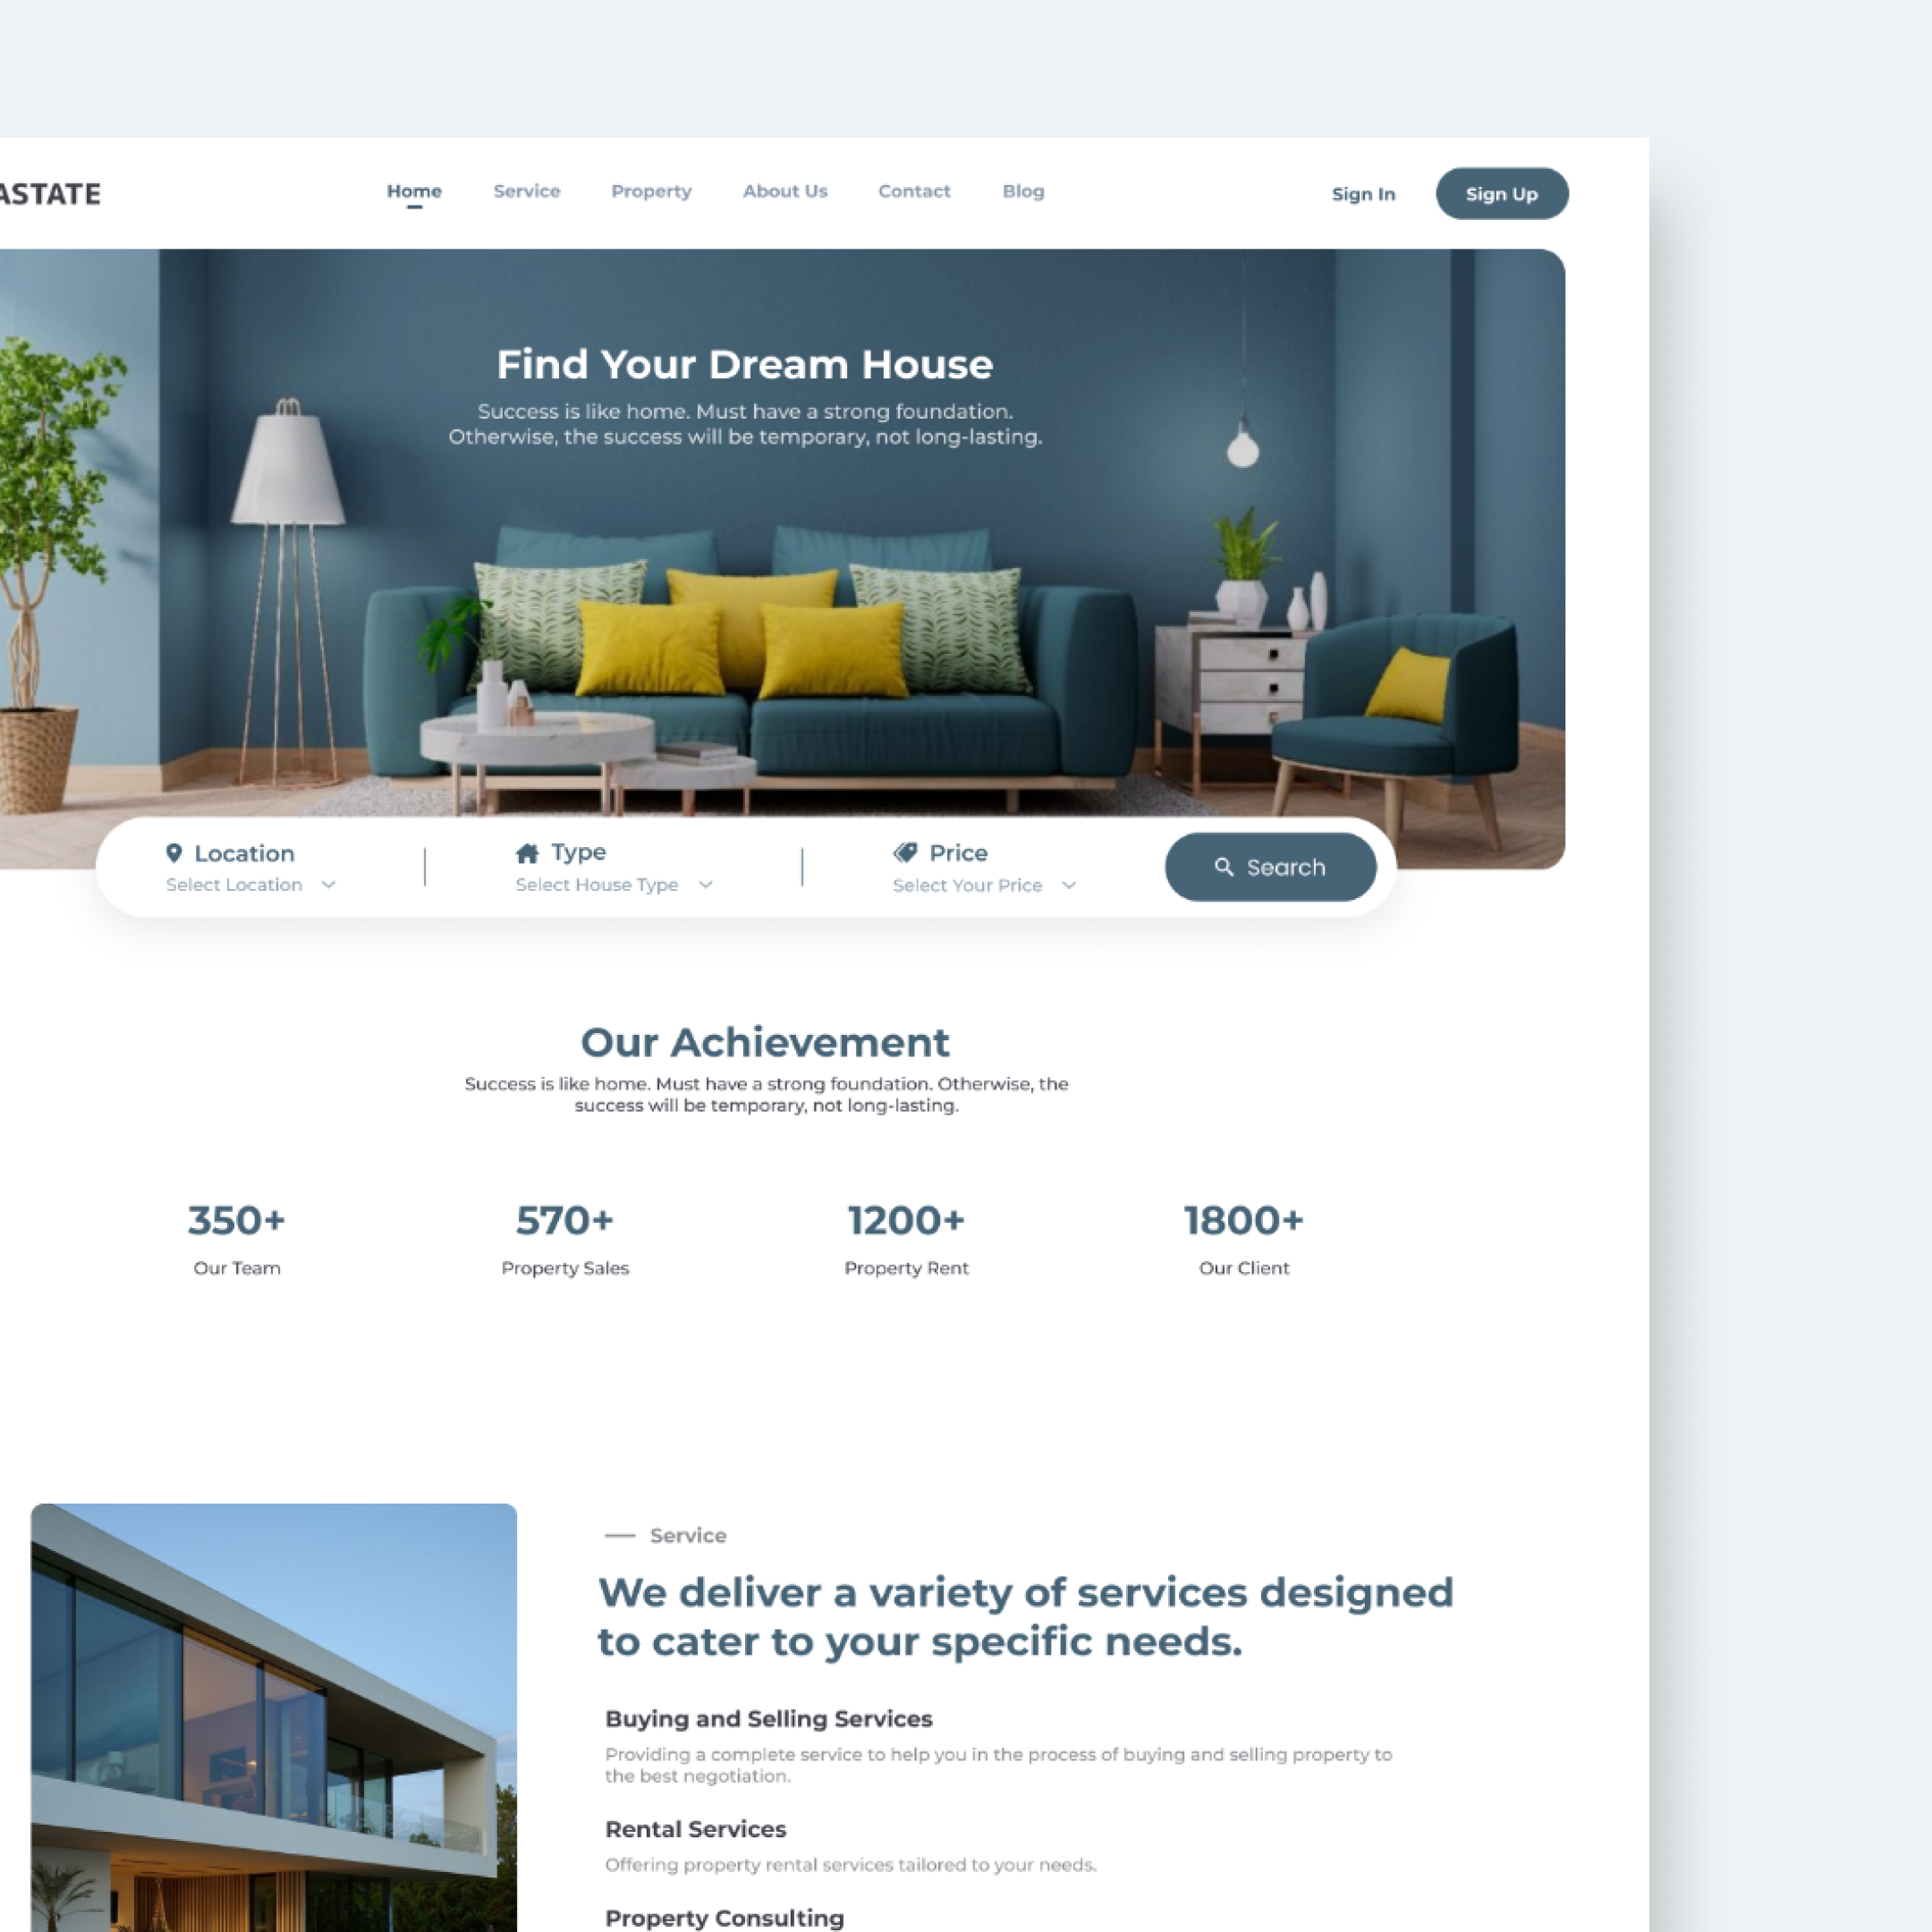 ASTATE
Home Service Property About Us Contact Blog
Sign In Sign Up
Find Your Dream House
Success is like home. Must have a strong foundation.
Otherwise, the success will be temporary, not long-lasting.
Location Type Price
Select Location Select House Type Select Your Price
Search
Our Achievement
Success is like home. Must have a strong foundation. Otherwise, the
success will be temporary, not long-lasting.
350+ 570+ 1200+ 1800+
Our Team Property Sales Property Rent Our Client
Service
We deliver a variety of services designed
to cater to your specific needs.
Buying and Selling Services
Providing a complete service to help you in the process of buying and selling property to
the best negotiation.
Rental Services
Offering property rental services tailored to your needs.
Property Consulting